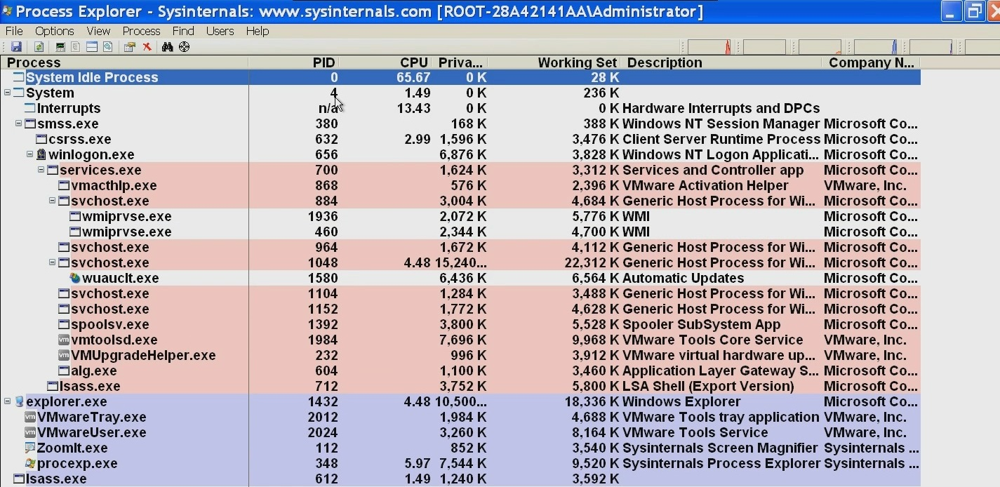 Process Explorer - Sysinternals: www.sysinternals.com [ROOT-28A42141AA\Administrator]
File Options View Process Find Users Help
Process PID CPU Priva... Working Set Description Company N...
System Idle Process 0 65.67 0 K 28 K
System 4 1.49 0 K 236 K
Interrupts n/a 13.43 0 K 0 K Hardware Interrupts and DPCs
smss.exe 380 168 K 388 K Windows NT Session Manager Microsoft Co...
csrss.exe 632 2.99 1,596 K 3,476 K Client Server Runtime Process Microsoft Co...
winlogon.exe 656 6,876 K 3,828 K Windows NT Logon Applicati... Microsoft Co...
services.exe 700 1,624 K 3,312 K Services and Controller app Microsoft Co...
vmacthlp.exe 868 576 K 2,396 K VMware Activation Helper VMware, Inc.
svchost.exe 884 3,004 K 4,684 K Generic Host Process for Wi... Microsoft Co...
wmiprvse.exe 1936 2,072 K 5,776 K WMI Microsoft Co...
wmiprvse.exe 460 2,344 K 4,700 K WMI Microsoft Co...
svchost.exe 964 1,672 K 4,112 K Generic Host Process for Wi... Microsoft Co...
svchost.exe 1048 4.48 15,240... 22,312 K Generic Host Process for Wi... Microsoft Co...
wuauclt.exe 1580 6,436 K 6,564 K Automatic Updates Microsoft Co...
svchost.exe 1104 1,284 K 3,488 K Generic Host Process for Wi... Microsoft Co...
svchost.exe 1152 1,772 K 4,628 K Generic Host Process for Wi... Microsoft Co...
spoolsv.exe 1392 3,800 K 5,528 K Spooler SubSystem App Microsoft Co...
vm vmtoolsd.exe 1984 7,696 K 9,968 K VMware Tools Core Service VMware, Inc.
vm VMUpgradeHelper.exe 232 996 K 3,912 K VMware virtual hardware up... VMware, Inc.
alg.exe 604 1,100 K 3,460 K Application Layer Gateway S... Microsoft Co...
lsass.exe 712 3,752 K 5,800 K LSA Shell (Export Version) Microsoft Co...
explorer.exe 1432 4.48 10,500... 18,336 K Windows Explorer Microsoft Co...
vm VMwareTray.exe 2012 1,984 K 4,688 K VMware Tools tray application VMware, Inc.
vm VMwareUser.exe 2024 3,260 K 8,164 K VMware Tools Service VMware, Inc.
ZoomIt.exe 112 852 K 3,540 K Sysinternals Screen Magnifier Sysinternals ...
procexp.exe 348 5.97 7,544 K 9,520 K Sysinternals Process Explorer Sysinternals ...
lsass.exe 612 1.49 1,240 K 3,592 K